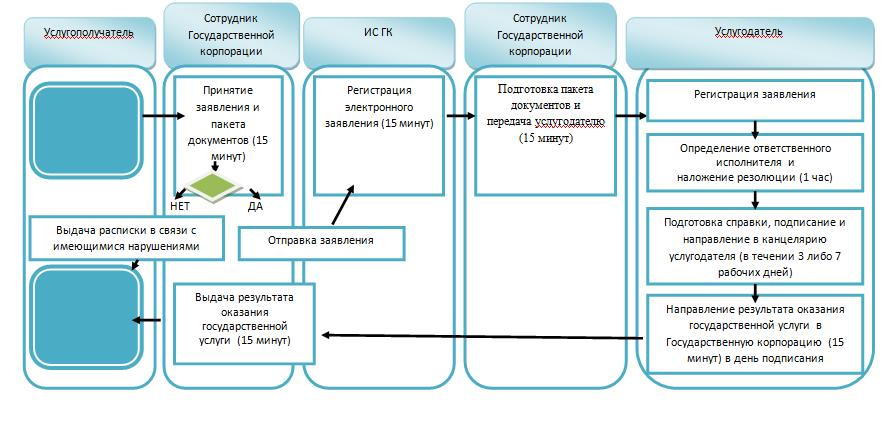 Услугополучатель
Сотрудник
Государственной
корпорации
ИС ГК
Сотрудник
Государственной
корпорации
Услугодатель
Принятие
заявления и
пакета
документов (15
минут)
НЕТ
ДА
Регистрация
электронного
заявления (15 минут)
Подготовка пакета
документов и
передача услугодателю
(15 минут)
Регистрация заявления
Определение ответственного
исполнителя и
наложение резолюции (1 час)
Выдача расписки в связи с
имеющимися нарушениями
Отправка заявления
Подготовка справки, подписание и
направление в канцелярию
услугодателя (в течении 3 либо 7
рабочих дней)
Выдача результата
оказания
государственной
услуги (15 минут)
Направление результата оказания
государственной услуги в
Государственную корпорацию (15
минут) в день подписания